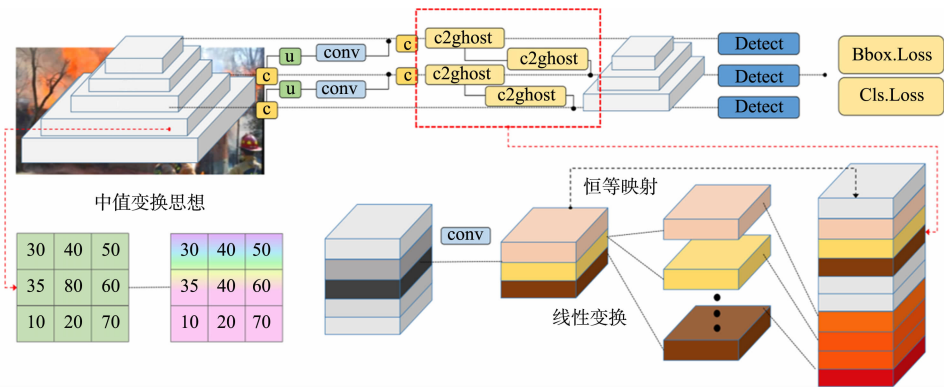 c
c2ghost
Detect
u
conv
c2ghost
Bbox.Loss
c
c
c2ghost
Detect
u
conv
c2ghost
Cls.Loss
c
Detect
中值变换思想
恒等映射
30 40 50
30 40 50
conv
35 80 60
35 40 60
线性变换
10 20 70
10 20 70